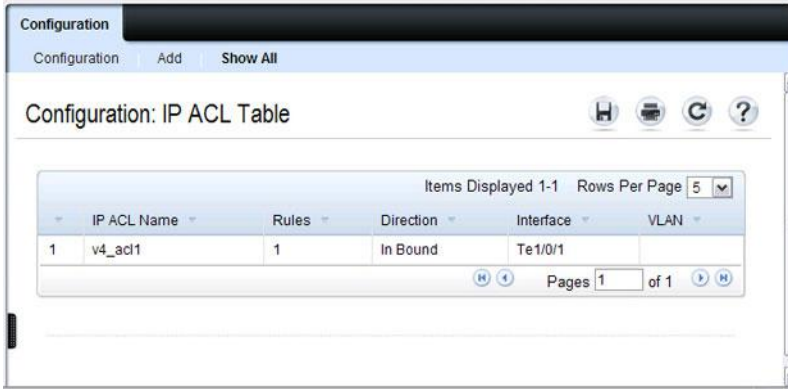 Configuration
Configuration Add Show All
Configuration: IP ACL Table
Items Displayed 1-1 Rows Per Page 5
IP ACL Name Rules Direction Interface VLAN
1 v4_acl1 1 In Bound Te1/0/1
Pages 1 of 1